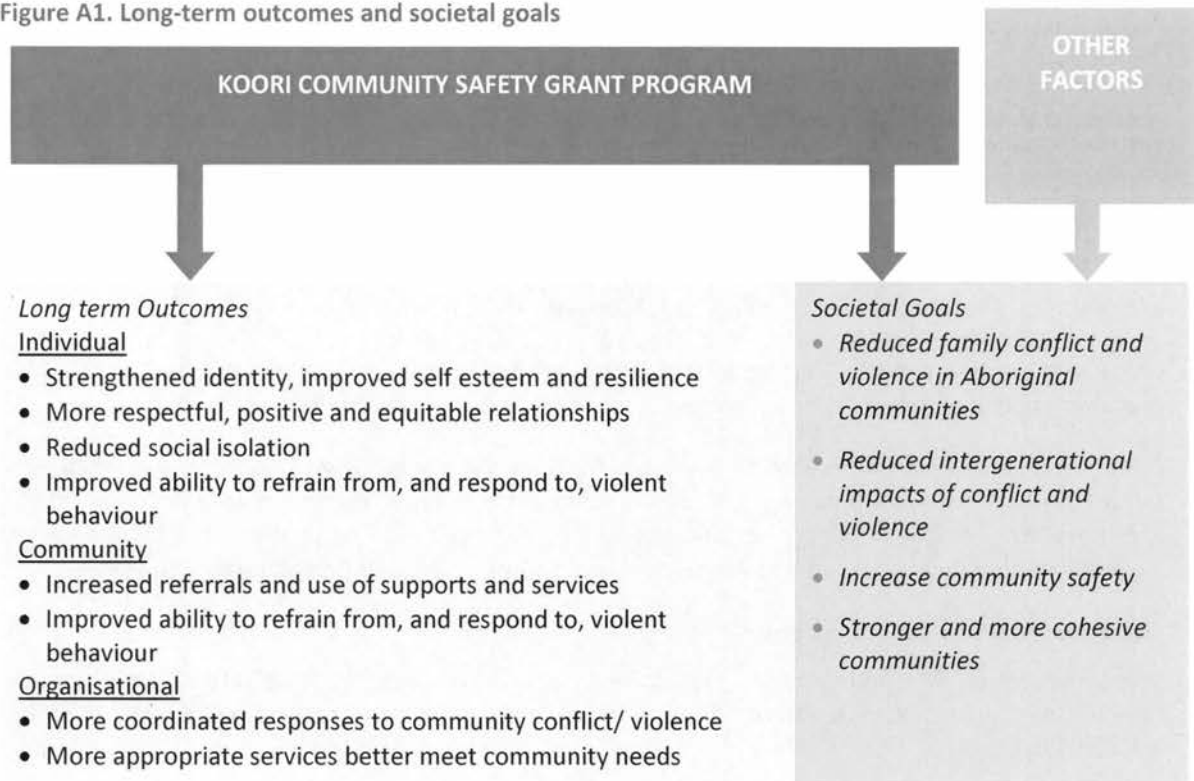 Figure A1. Long-term outcomes and societal goals
KOORI COMMUNITY SAFETY GRANT PROGRAM
OTHER
FACTORS
Long term Outcomes
Individual
• Strengthened identity, improved self esteem and resilience
• More respectful, positive and equitable relationships
• Reduced social isolation
• Improved ability to refrain from, and respond to, violent
behaviour
Community
• Increased referrals and use of supports and services
• Improved ability to refrain from, and respond to, violent
behaviour
Organisational
• More coordinated responses to community conflict/ violence
• More appropriate services better meet community needs
Societal Goals
• Reduced family conflict and
violence in Aboriginal
communities
• Reduced intergenerational
impacts of conflict and
violence
• Increase community safety
• Stronger and more cohesive
communities